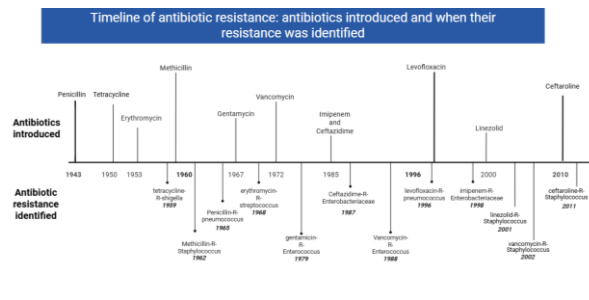 Timeline of antibiotic resistance: antibiotics introduced and when their
resistance was identified
Antibiotics
introduced
Penicillin
Tetracycline
Erythromycin
Methicillin
Gentamycin
Vancomycin
Imipenem
and
Ceftazidime
Levofloxacin
Linezolid
Ceftaroline
1943
1950
1953
1960
1967
1972
1985
1996
2000
2010
Antibiotic
resistance
identified
tetracycline-
R-shigella
1959
Methicillin-R-
Staphylococcus
1962
Penicillin-R-
pneumococcus
1965
erythromycin-
R-
streptococcus
1968
gentamicin-
R-
Enterococcus
1979
Ceftazidime-R-
Enterobacteriaceae
1987
Vancomycin-
R-
Enterococcus
1988
levofloxacin-R-
pneumococcus
1996
imipenem-R-
Enterobacteriaceae
1998
linezolid-R-
Staphylococcus
2001
vancomycin-R-
Staphylococcus
2002
ceftaroline-R-
Staphylococcus
2011